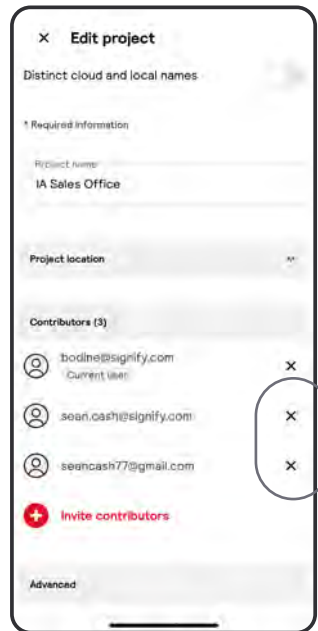 × Edit project
Distinct cloud and local names
* Required information
Project name
IA Sales Office
Project location
Contributors (3)
bodine@signify.com
Current user
sean.cash@signify.com
seancash77@gmail.com
Invite contributors
Advanced